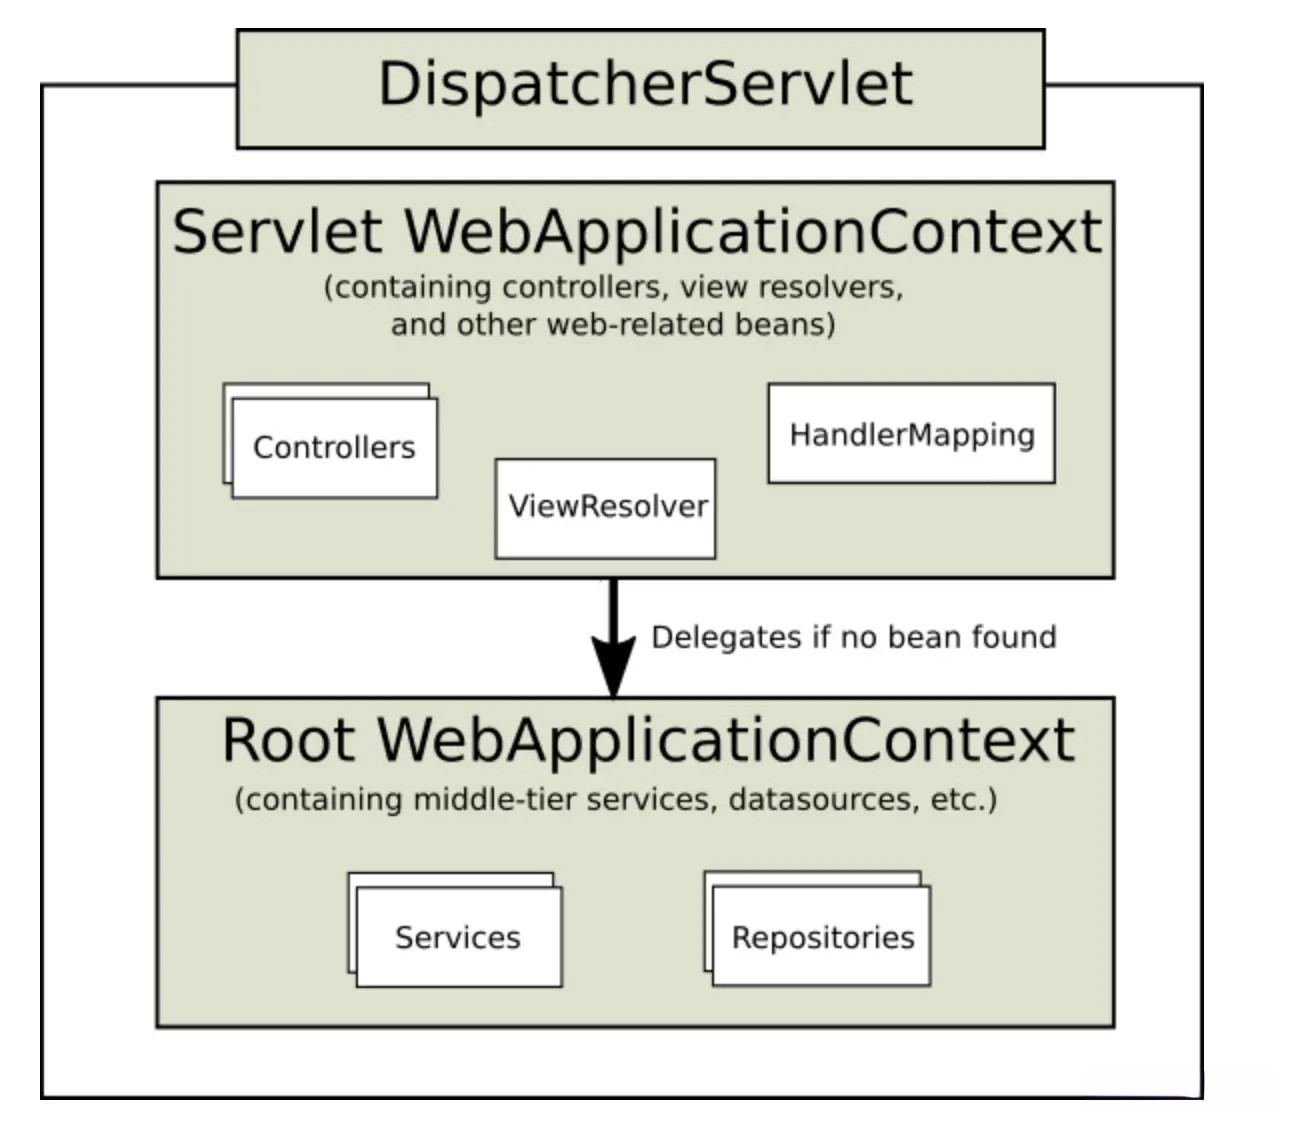 DispatcherServlet
Servlet WebApplicationContext
(containing controllers, view resolvers,
and other web-related beans)
Controllers
HandlerMapping
ViewResolver
Delegates if no bean found
Root WebApplicationContext
(containing middle-tier services, datasources, etc.)
Services
Repositories